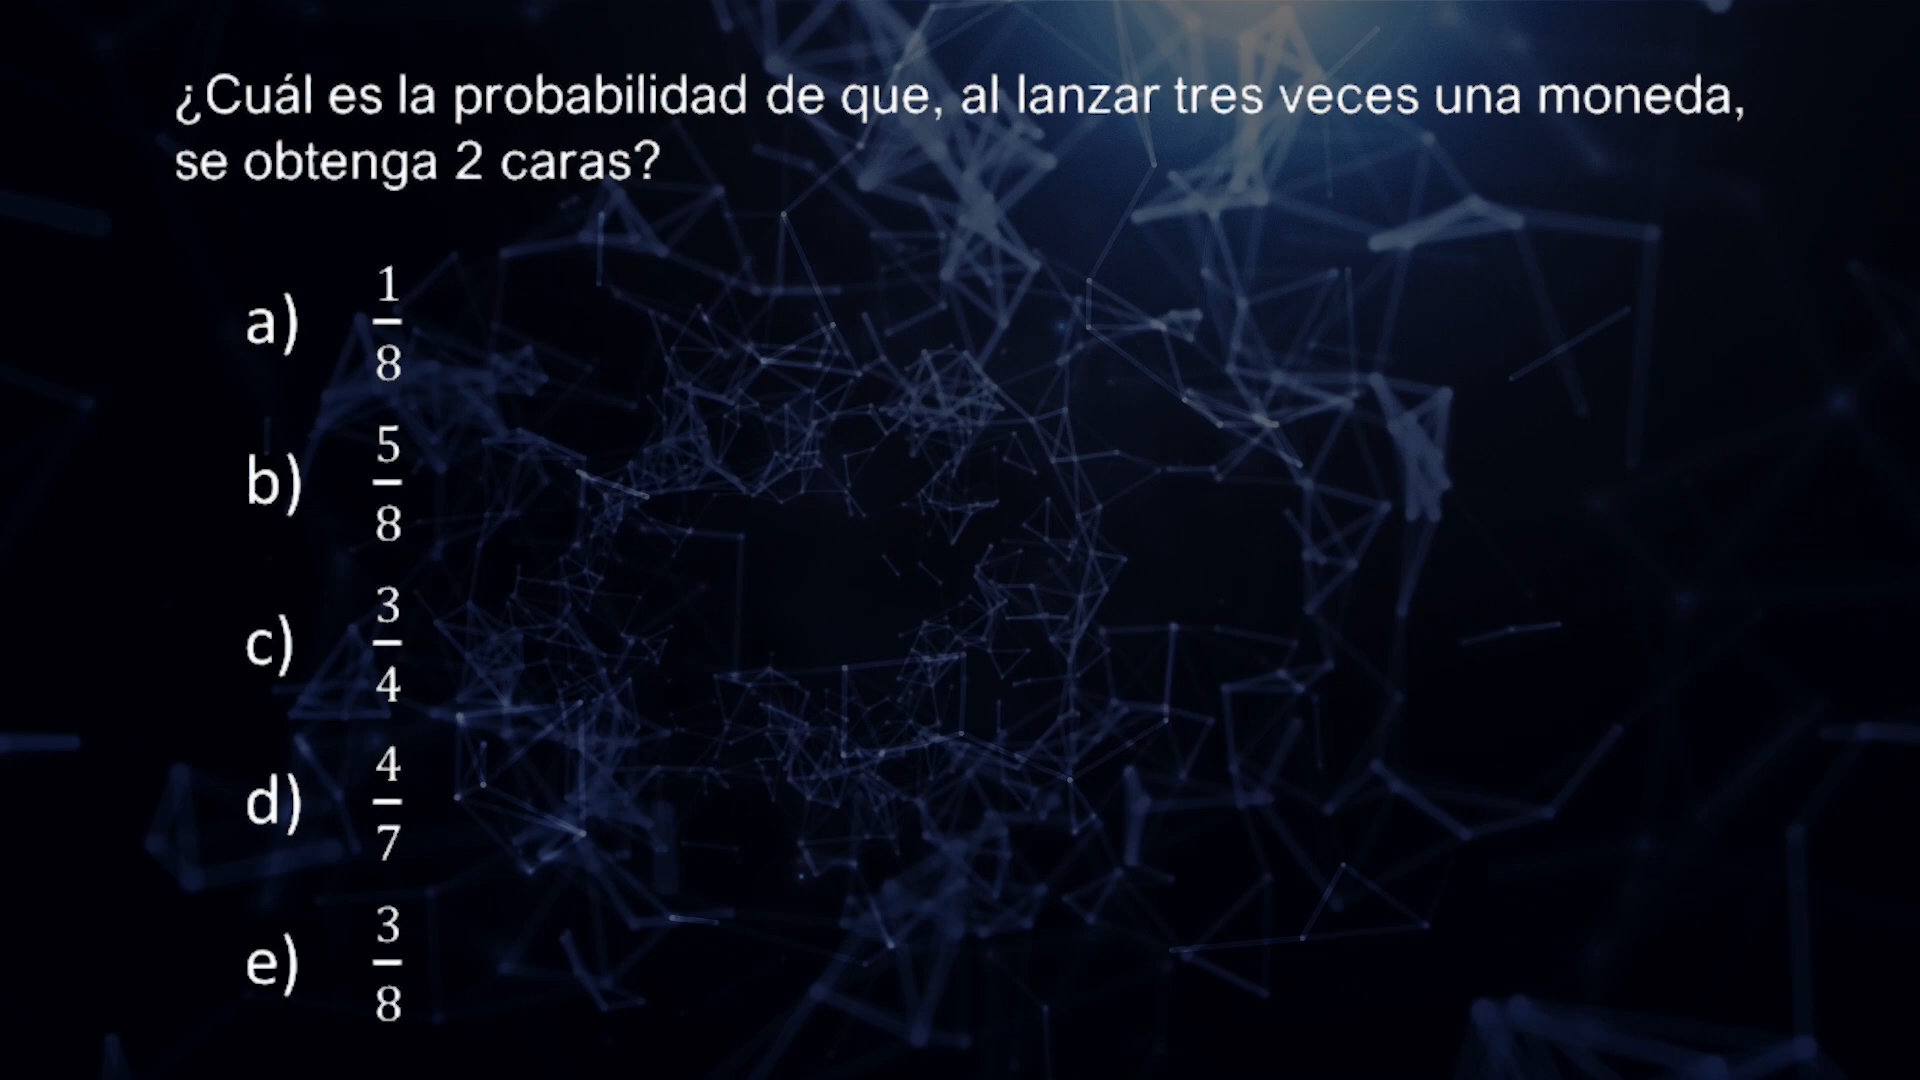 ¿Cuál es la probabilidad de que, al lanzar tres veces una moneda,
se obtenga 2 caras?
a) 1/8
b) 5/8
c) 3/4
d) 4/7
e) 3/8